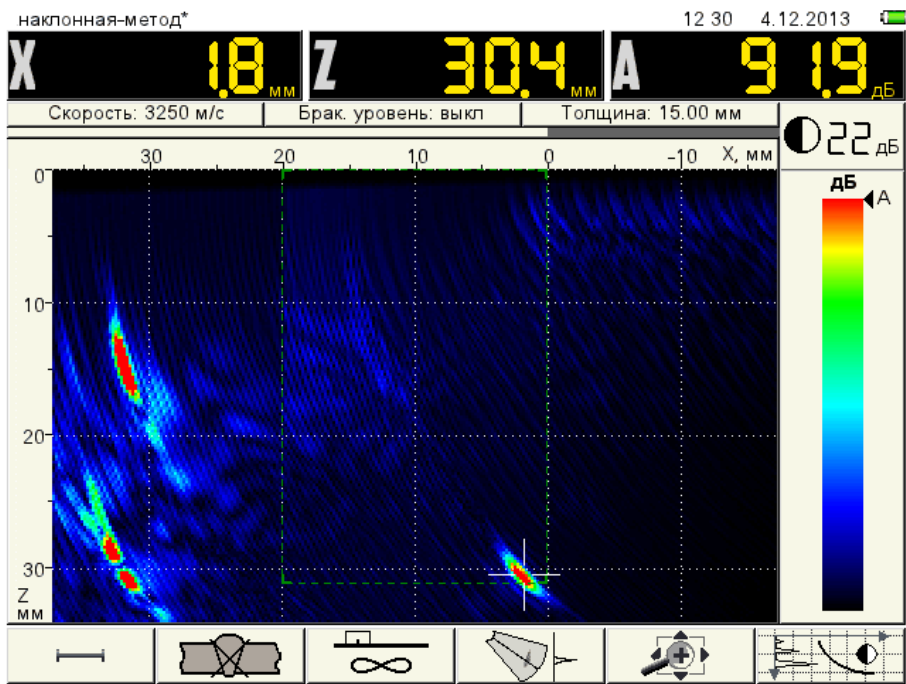 наклонная-метод* 12 30 4.12.2013
X 1.8 мм Z 30.4 мм A 91.9 дБ
Скорость: 3250 м/с Брак. уровень: выкл Толщина: 15.00 мм
22 дБ
30 20 10 0 -10 X, мм
дБ
A
0
10
20
30
Z
мм